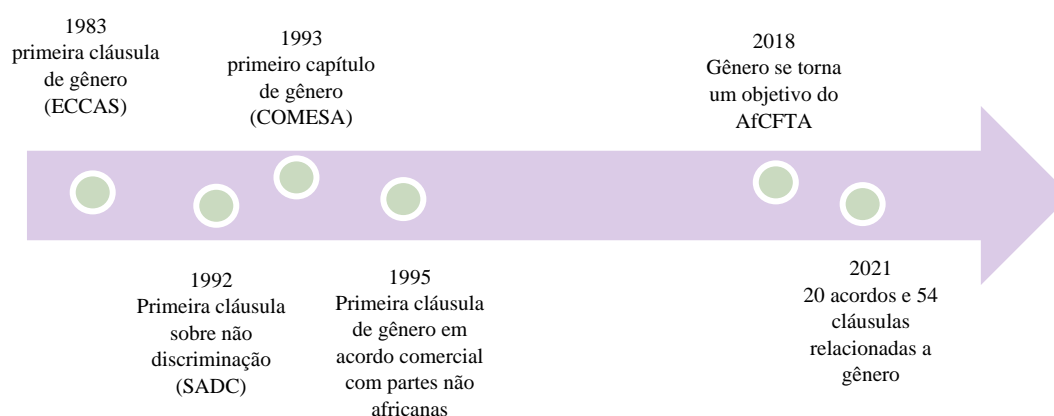 1983
primeira cláusula
de gênero
(ECCAS)
1992
Primeira cláusula
sobre não
discriminação
(SADC)
1993
primeiro capítulo
de gênero
(COMESA)
1995
Primeira cláusula
de gênero em
acordo comercial
com partes não
africanas
2018
Gênero se torna
um objetivo do
AfCFTA
2021
20 acordos e 54
cláusulas
relacionadas a
gênero